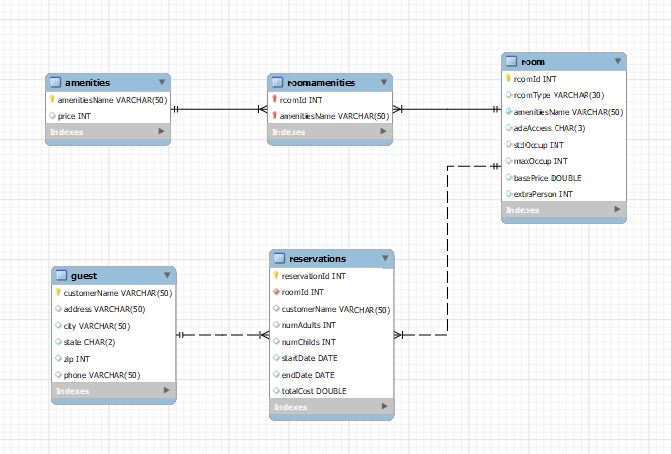 amenities
amenitiesName VARCHAR(50)
price INT
Indexes
roomamenities
roomId INT
amenitiesName VARCHAR(50)
Indexes
room
roomId INT
roomType VARCHAR(30)
amenitiesName VARCHAR(50)
adaAccess CHAR(3)
stdOccup INT
maxOccup INT
basePrice DOUBLE
extraPerson INT
Indexes
guest
customerName VARCHAR(50)
address VARCHAR(50)
city VARCHAR(50)
state CHAR(2)
zip INT
phone VARCHAR(50)
Indexes
reservations
reservationId INT
roomId INT
customerName VARCHAR(50)
numAdults INT
numChilds INT
startDate DATE
endDate DATE
totalCost DOUBLE
Indexes